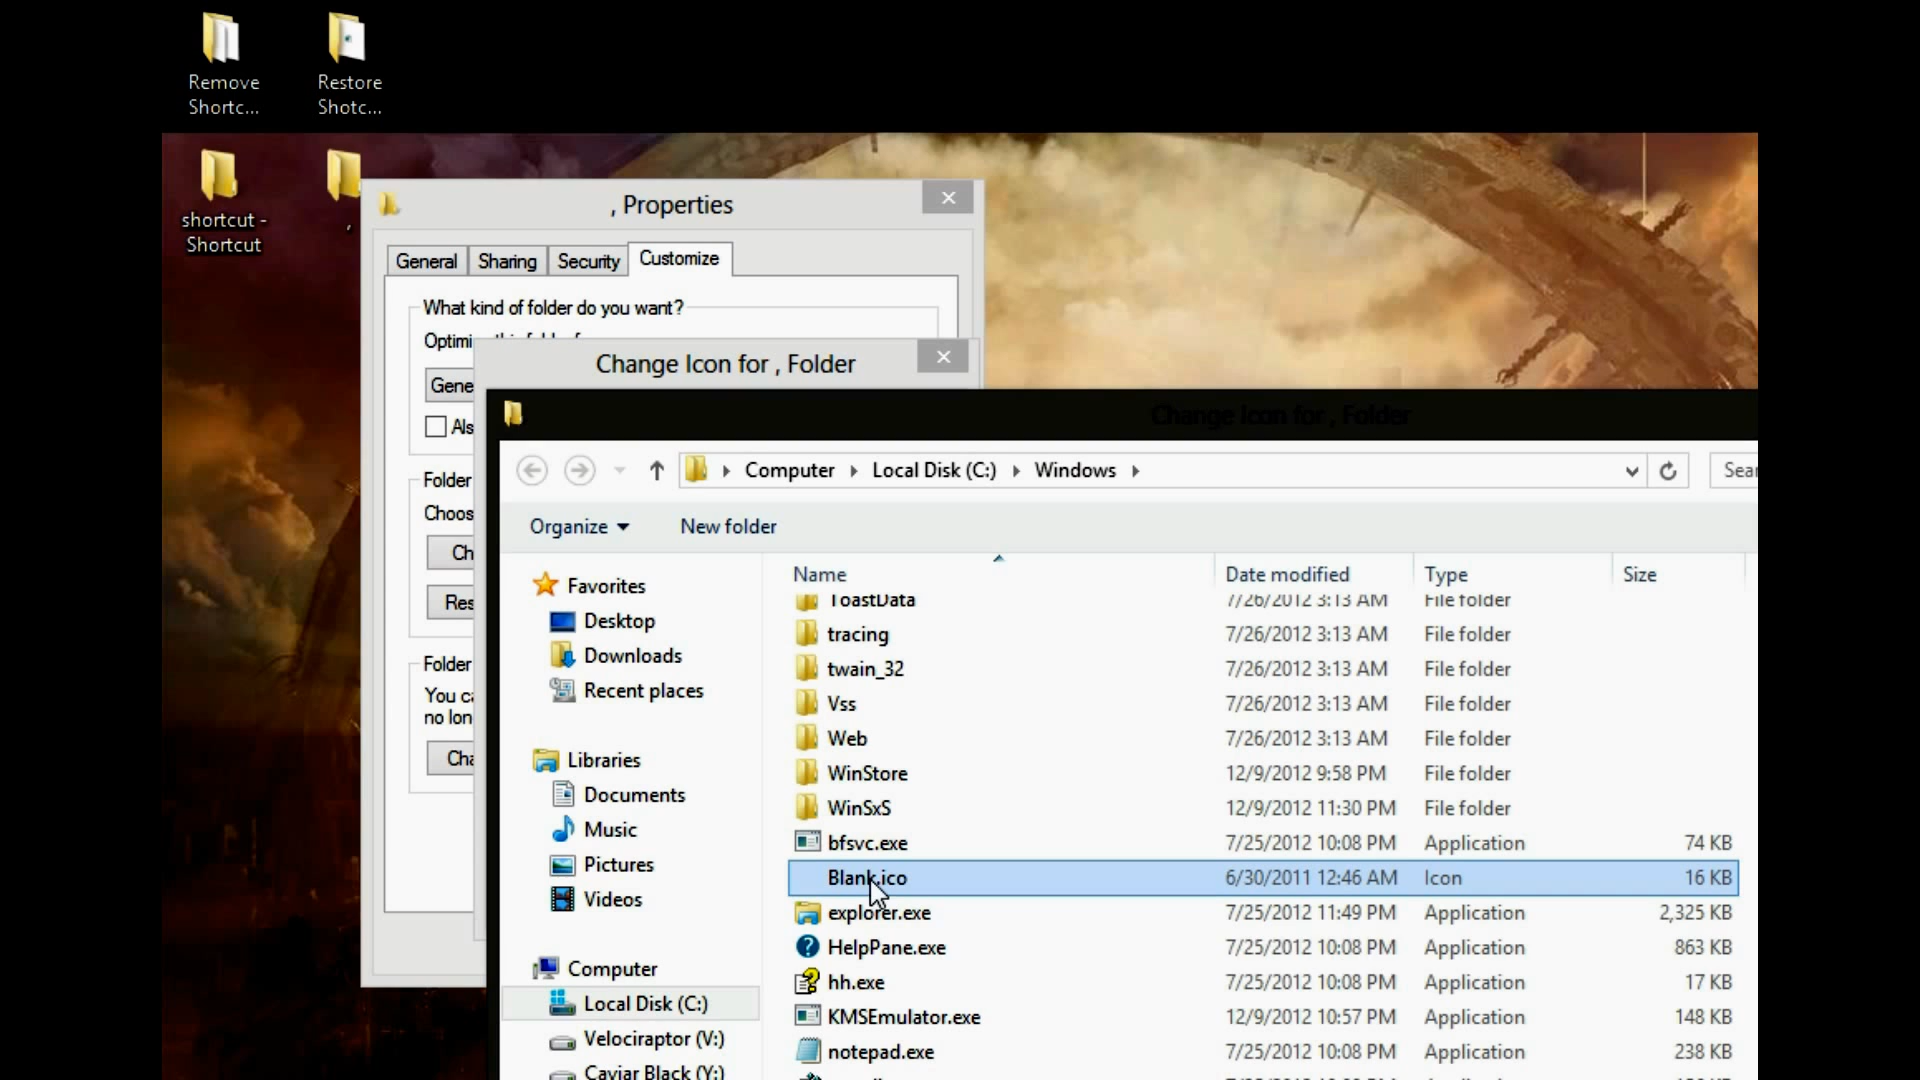 Remove
Shortc...
Restore
Shotc...
shortcut -
Shortcut
,
, Properties
General
Sharing
Security
Customize
What kind of folder do you want?
Optimi
Gene
Als
Folder
Choos
Ch
Res
Folder
You ca
no lon
Cha
Change Icon for , Folder
Change Icon for , Folder
Computer
Local Disk (C:)
Windows
Sear
Organize
New folder
Favorites
Desktop
Downloads
Recent places
Libraries
Documents
Music
Pictures
Videos
Computer
Local Disk (C:)
Velociraptor (V:)
Caviar Black (Y:)
Name Date modified Type Size
ToastData 7/26/2012 3:13 AM File folder
tracing 7/26/2012 3:13 AM File folder
twain_32 7/26/2012 3:13 AM File folder
Vss 7/26/2012 3:13 AM File folder
Web 7/26/2012 3:13 AM File folder
WinStore 12/9/2012 9:58 PM File folder
WinSxS 12/9/2012 11:30 PM File folder
bfsvc.exe 7/25/2012 10:08 PM Application 74 KB
Blank.ico 6/30/2011 12:46 AM Icon 16 KB
explorer.exe 7/25/2012 11:49 PM Application 2,325 KB
HelpPane.exe 7/25/2012 10:08 PM Application 863 KB
hh.exe 7/25/2012 10:08 PM Application 17 KB
KMSEmulator.exe 12/9/2012 10:57 PM Application 148 KB
notepad.exe 7/25/2012 10:08 PM Application 238 KB